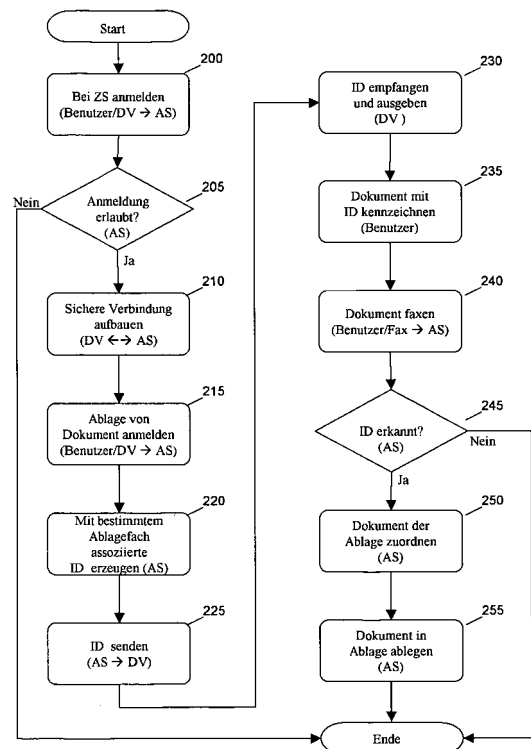 Start
200
Bei ZS anmelden
(Benutzer/DV → AS)
205
Nein
Anmeldung
erlaubt?
(AS)
Ja
210
Sichere Verbindung
aufbauen
(DV ←→ AS)
215
Ablage von
Dokument anmelden
(Benutzer/DV → AS)
220
Mit bestimmtem
Ablagefach
assoziierte
ID erzeugen (AS)
225
ID senden
(AS → DV)
230
ID empfangen
und ausgeben
(DV )
235
Dokument mit
ID kennzeichnen
(Benutzer)
240
Dokument faxen
(Benutzer/Fax → AS)
245
ID erkannt?
(AS)
Nein
Ja
250
Dokument der
Ablage zuordnen
(AS)
255
Dokument in
Ablage ablegen
(AS)
Ende